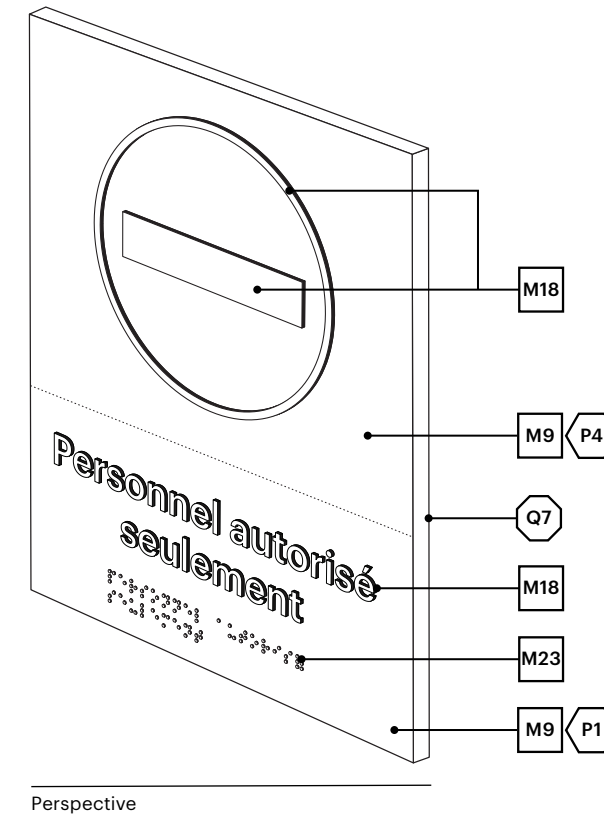 M18
M9 P4
Personnel autorisé
seulement
Q7
M18
M23
M9 P1
Perspective